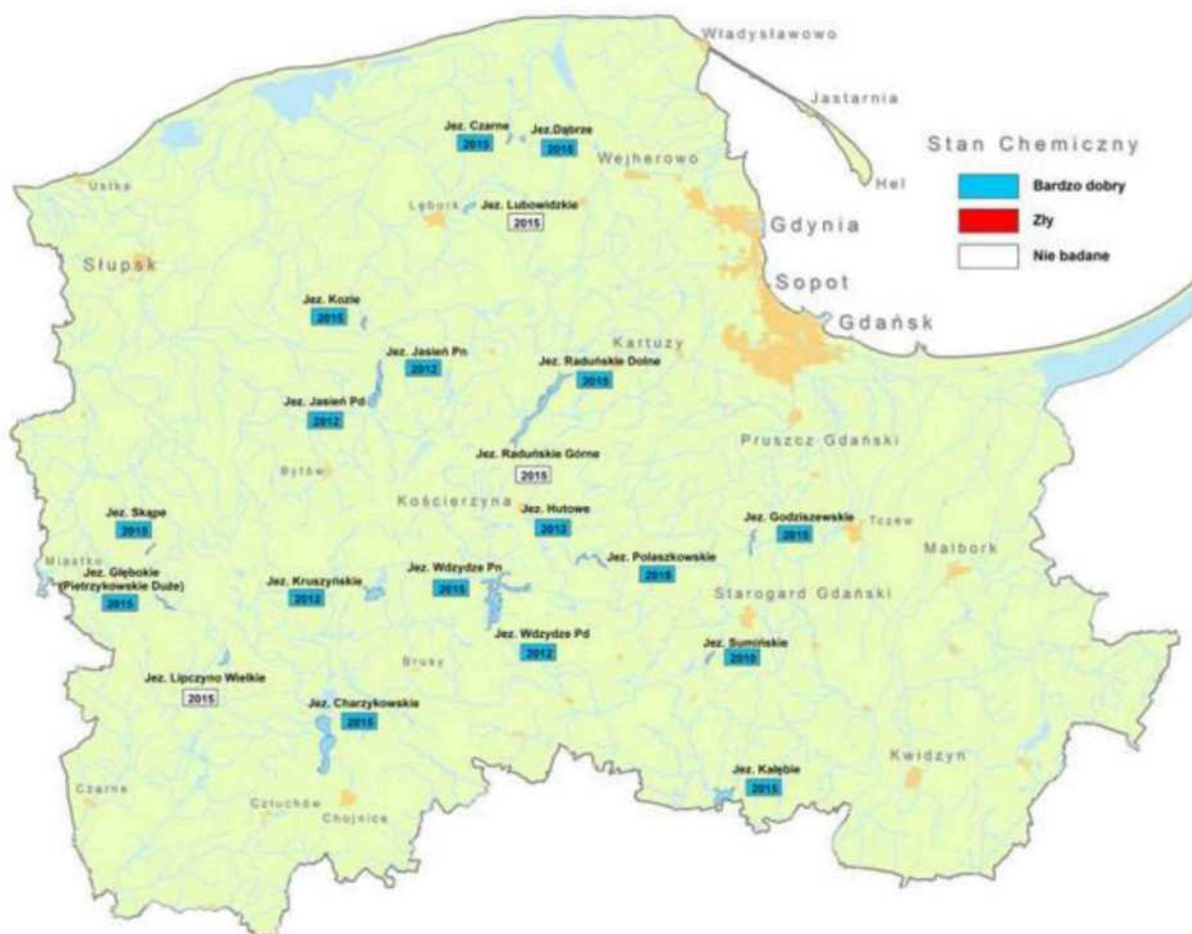 Władysławowo
Jastarnia
Hel
Stan Chemiczny
Bardzo dobry
Zły
Nie badane
Jez. Czarne
2015
Jez.Dąbrze
2015
Wejherowo
Ustka
Lębork
Jez. Lubowidzkie
2015
Gdynia
Słupsk
Sopot
Gdańsk
Jez. Kozie
2015
Kartuzy
Jez. Jasień Pn
2012
Jez. Raduńskie Dolne
2015
Jez. Jasień Pd
2012
Pruszcz Gdański
Jez. Raduńskie Górne
2015
Bytów
Kościerzyna
Jez. Hutowe
2012
Jez. Skąpe
2015
Jez. Godziszewskie
2015
Tczew
Malbork
Miastko
Jez. Głębokie
(Pietrzykowskie Duże)
2015
Jez. Kruszyńskie
2012
Jez. Wdzydze Pn
2015
Jez. Polaszkowskie
2015
Starogard Gdański
Jez. Wdzydze Pd
2012
Jez. Sumińskie
Brusy
Jez. Lipczyno Wielkie
2015
Jez. Charzykowskie
2015
Jez. Kałębie
2015
Kwidzyn
Czarne
Człuchów
Chojnice